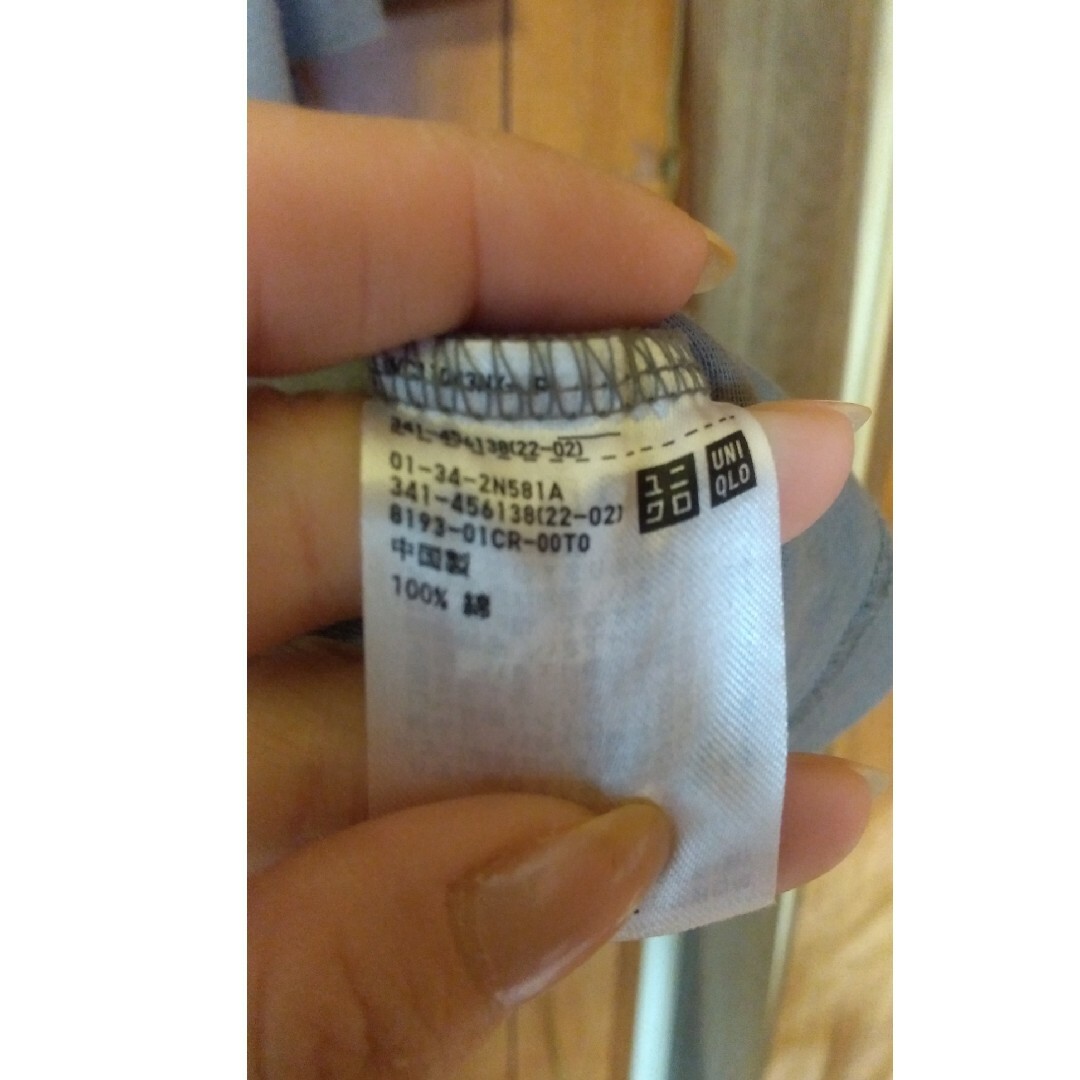 241-454138(22-02)
01-34-2N581A
341-456138(22-02)
8193-01CR-00T0
中国製
100% 綿
ユニクロ
UNI
QLO